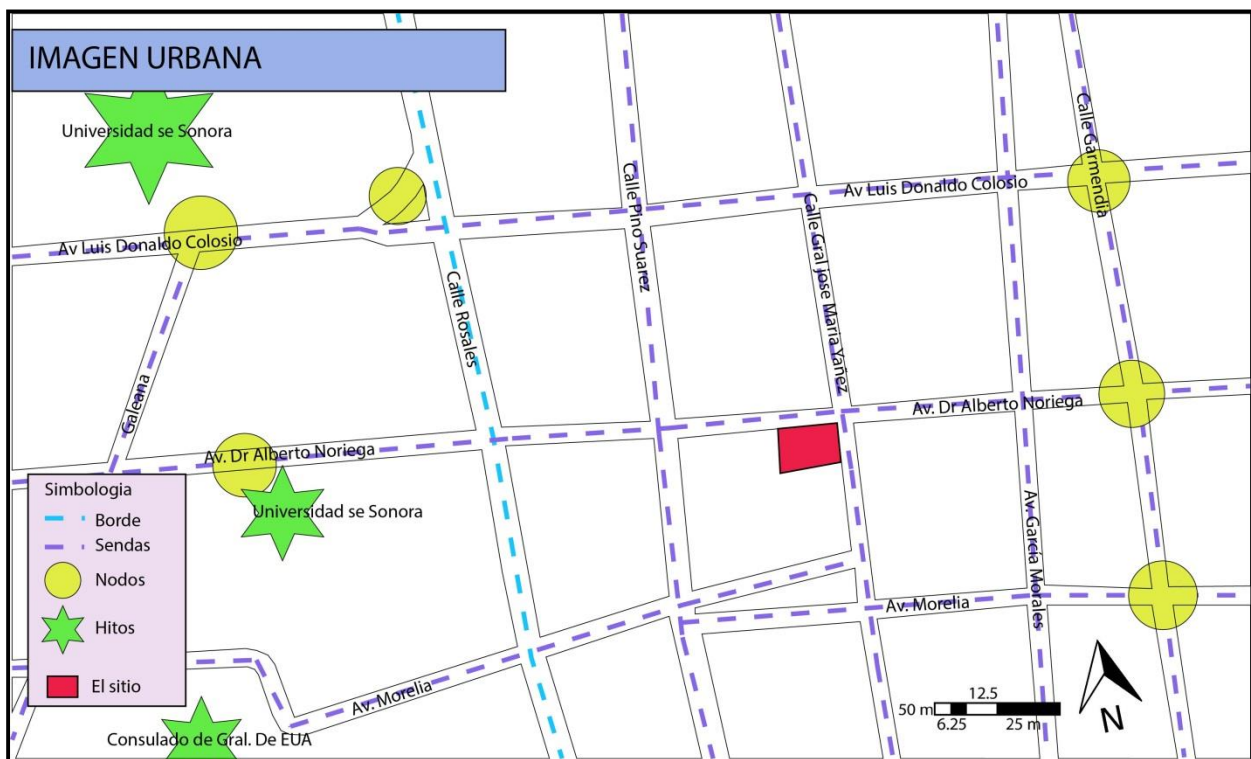 IMAGEN URBANA
Universidad se Sonora
Calle Garmendia
Av Luis Donaldo Colosio
Calle Pino Suarez
Calle Gral jose Maria Yañez
Av Luis Donaldo Colosio
Calle Rosales
Galeana
Av. Dr Alberto Noriega
Av. Dr Alberto Noriega
Simbologia
Borde
Sendas
Nodos
Hitos
El sitio
Universidad se Sonora
Av. García Morales
Av. Morelia
Av. Morelia
Consulado de Gral. De EUA
12.5
50 m
6.25
25 m
N